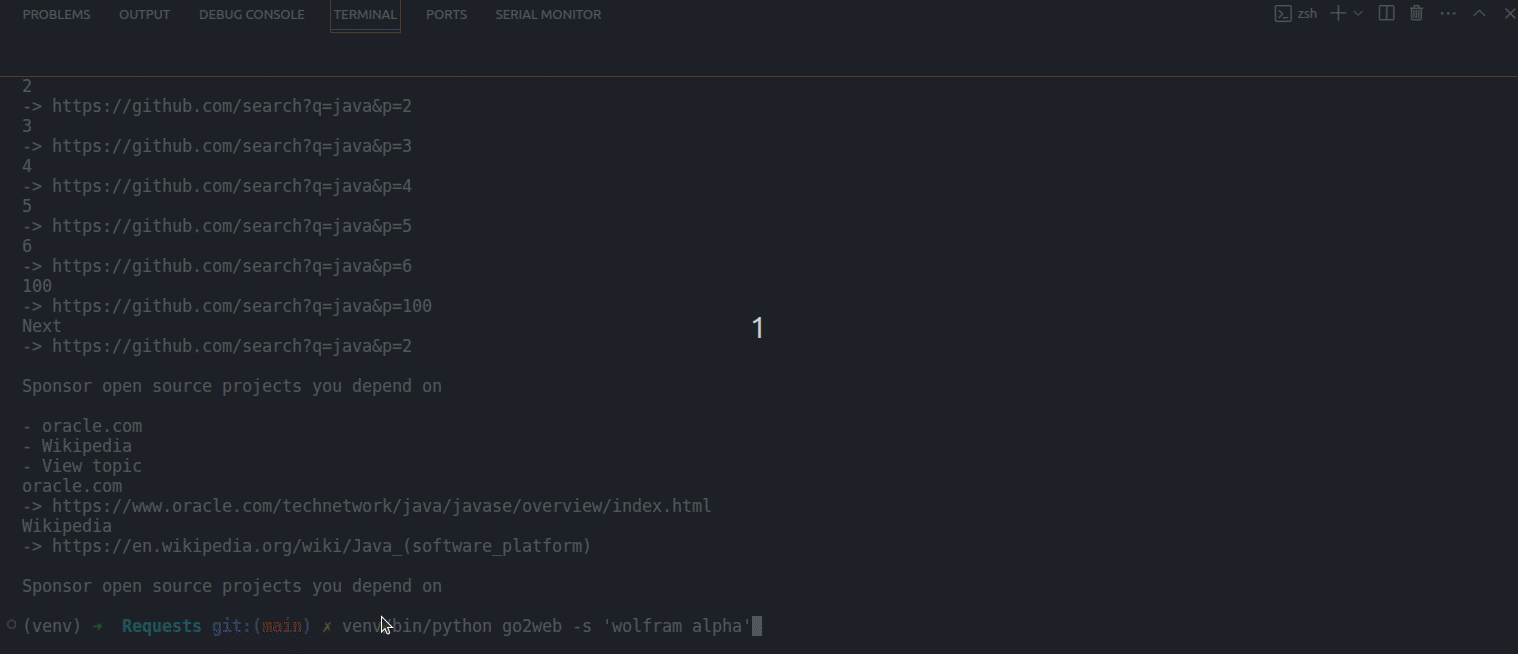 PROBLEMS OUTPUT DEBUG CONSOLE TERMINAL PORTS SERIAL MONITOR zsh
2
-> https://github.com/search?q=java&p=2
3
-> https://github.com/search?q=java&p=3
4
-> https://github.com/search?q=java&p=4
5
-> https://github.com/search?q=java&p=5
6
-> https://github.com/search?q=java&p=6
100
-> https://github.com/search?q=java&p=100
Next
1
-> https://github.com/search?q=java&p=2
Sponsor open source projects you depend on
- oracle.com
- Wikipedia
- View topic
oracle.com
-> https://www.oracle.com/technetwork/java/javase/overview/index.html
Wikipedia
-> https://en.wikipedia.org/wiki/Java_(software_platform)
Sponsor open source projects you depend on
(venv) → Requests git:(main) ✗ venv/bin/python go2web -s 'wolfram alpha'